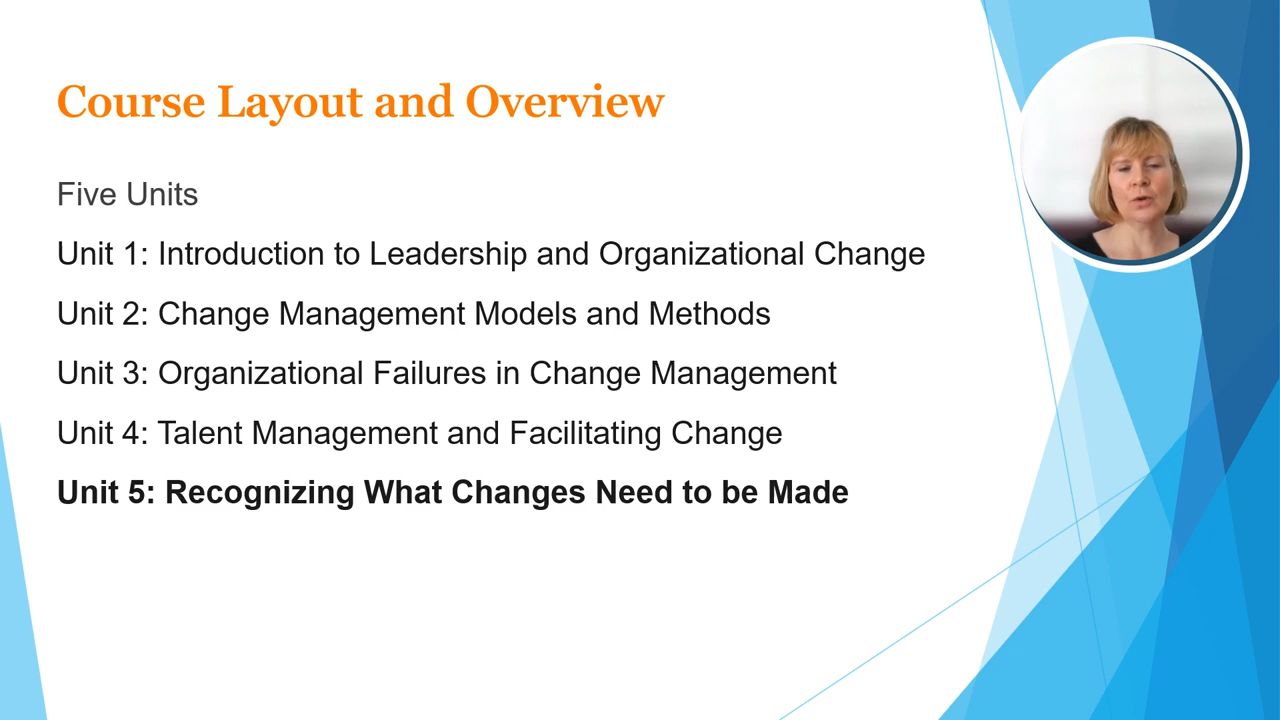 Course Layout and Overview
Five Units
Unit 1: Introduction to Leadership and Organizational Change
Unit 2: Change Management Models and Methods
Unit 3: Organizational Failures in Change Management
Unit 4: Talent Management and Facilitating Change
Unit 5: Recognizing What Changes Need to be Made